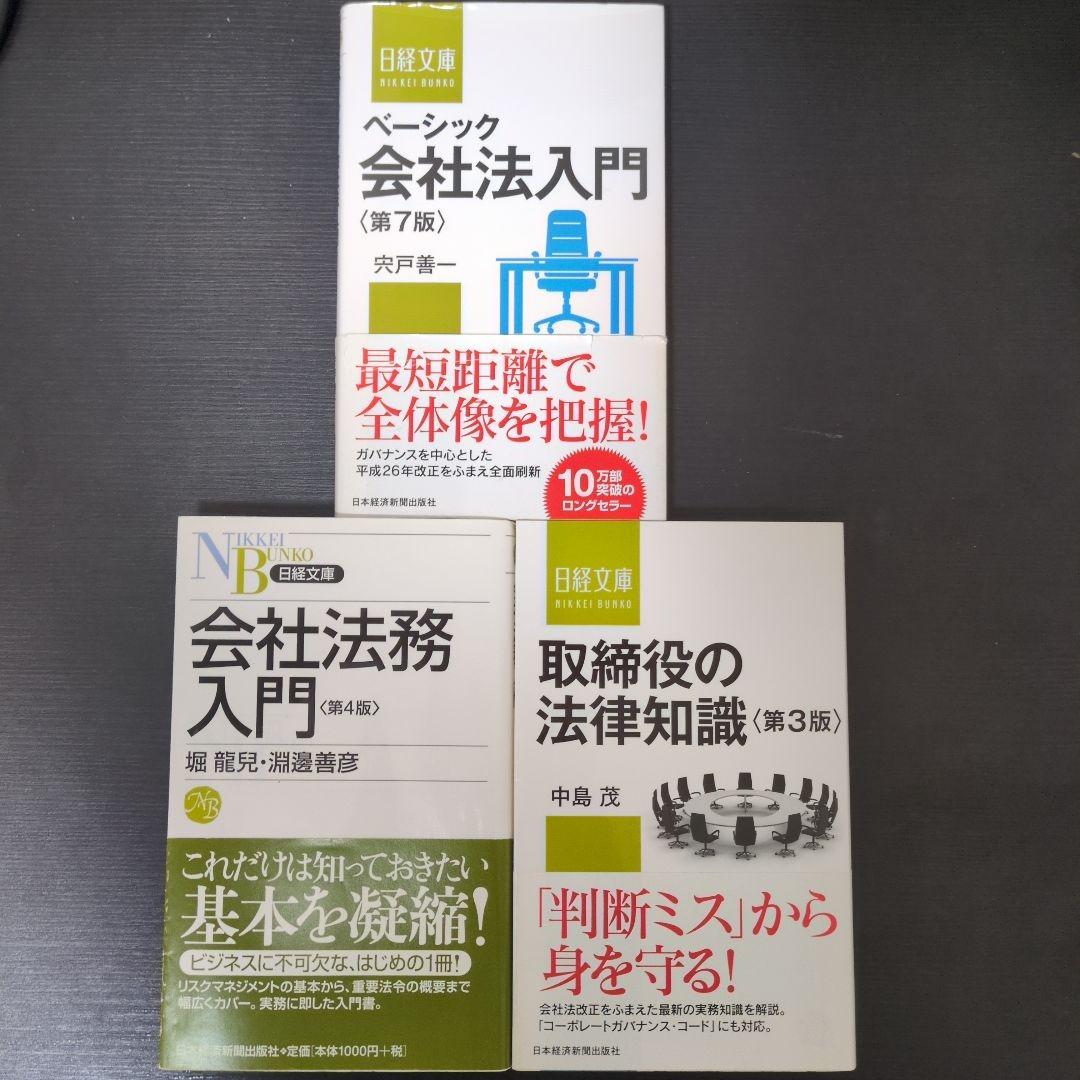 日経文庫
NIKKEI BUNKO
ベーシック
会社法入門
〈第7版〉
宍戸善一
最短距離で
全体像を把握!
ガバナンスを中心とした
平成26年改正をふまえ全面刷新
10万部
突破の
ロングセラー
日本経済新聞出版社
NIKKEI
BUNKO
日経文庫
会社法務
入門〈第4版〉
堀 龍兒・淵邊善彦
NB
これだけは知っておきたい
基本を凝縮!
ビジネスに不可欠な、はじめの1冊!
リスクマネジメントの基本から、重要法令の概要まで
幅広くカバー。実務に即した入門書。
日本経済新聞出版社❖定価[本体1000円+税]
日経文庫
NIKKEI BUNKO
取締役の
法律知識〈第3版〉
中島 茂
「判断ミス」から
身を守る!
会社法改正をふまえた最新の実務知識を解説。
「コーポレートガバナンス・コード」にも対応。
日本経済新聞出版社